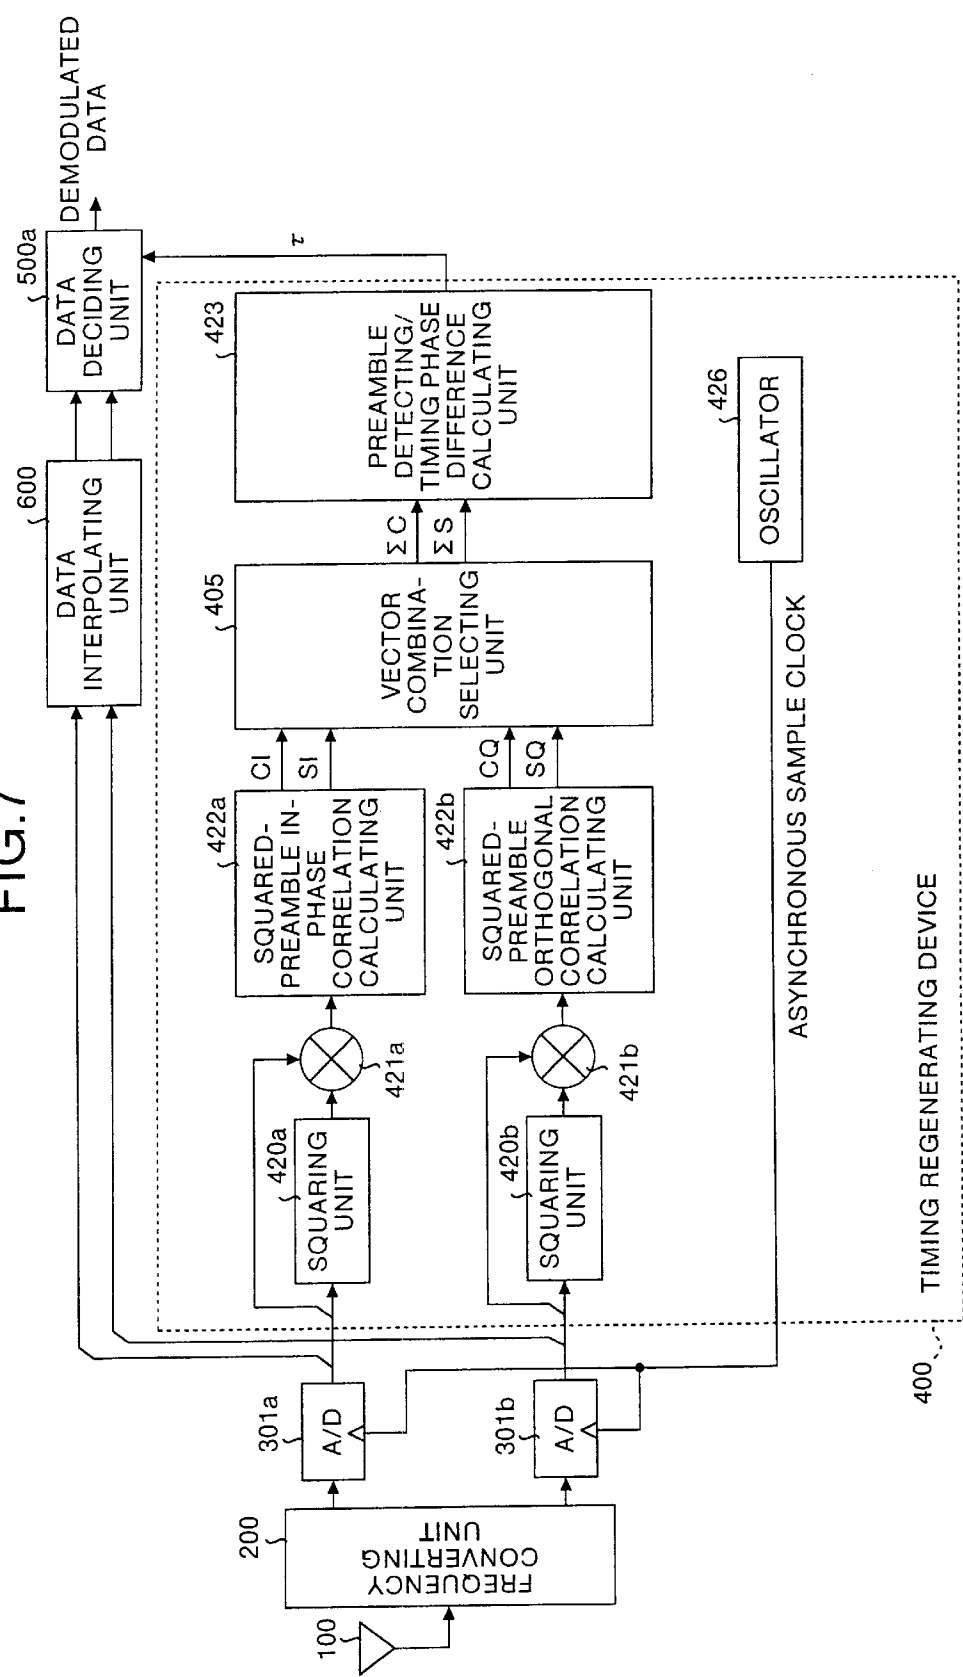 FIG.7
100
200
FREQUENCY
CONVERTING
UNIT
301a
A/D
301b
A/D
600
DATA
INTERPOLATING
UNIT
500a
DATA
DECIDING
UNIT
DEMODULATED
DATA
τ
420a
SQUARING
UNIT
421a
422a
SQUARED-
PREAMBLE IN-
PHASE
CORRELATION
CALCULATING
UNIT
CI
SI
420b
SQUARING
UNIT
421b
422b
SQUARED-
PREAMBLE
ORTHOGONAL
CORRELATION
CALCULATING
UNIT
CQ
SQ
405
VECTOR
COMBINA-
TION
SELECTING
UNIT
Σ C
Σ S
423
PREAMBLE
DETECTING/
TIMING PHASE
DIFFERENCE
CALCULATING
UNIT
426
OSCILLATOR
ASYNCHRONOUS SAMPLE CLOCK
400
TIMING REGENERATING DEVICE